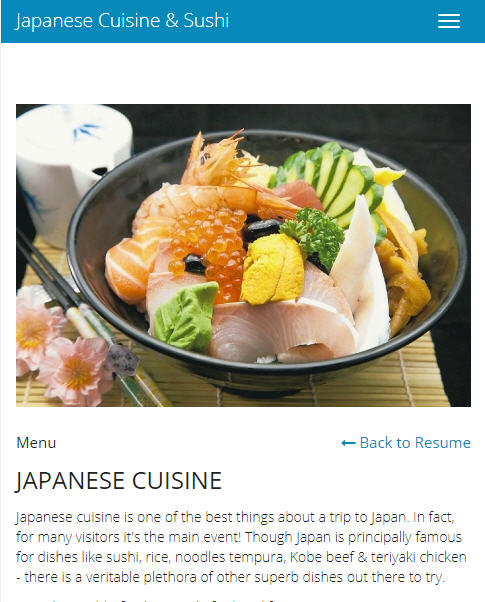 Japanese Cuisine & Sushi
Menu
Back to Resume
JAPANESE CUISINE
Japanese cuisine is one of the best things about a trip to Japan. In fact,
for many visitors it's the main event! Though Japan is principally famous
for dishes like sushi, rice, noodles tempura, Kobe beef & teriyaki chicken
- there is a veritable plethora of other superb dishes out there to try.